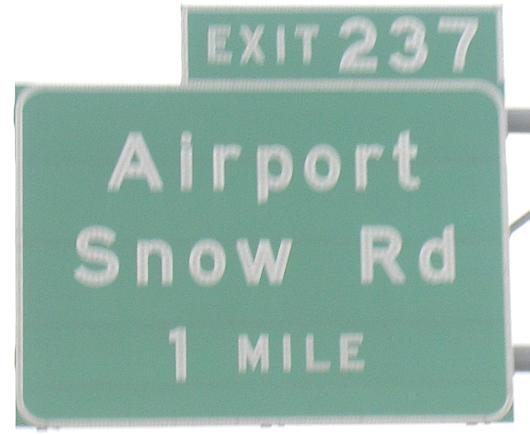 EXIT 237
Airport
Snow Rd
1 MILE